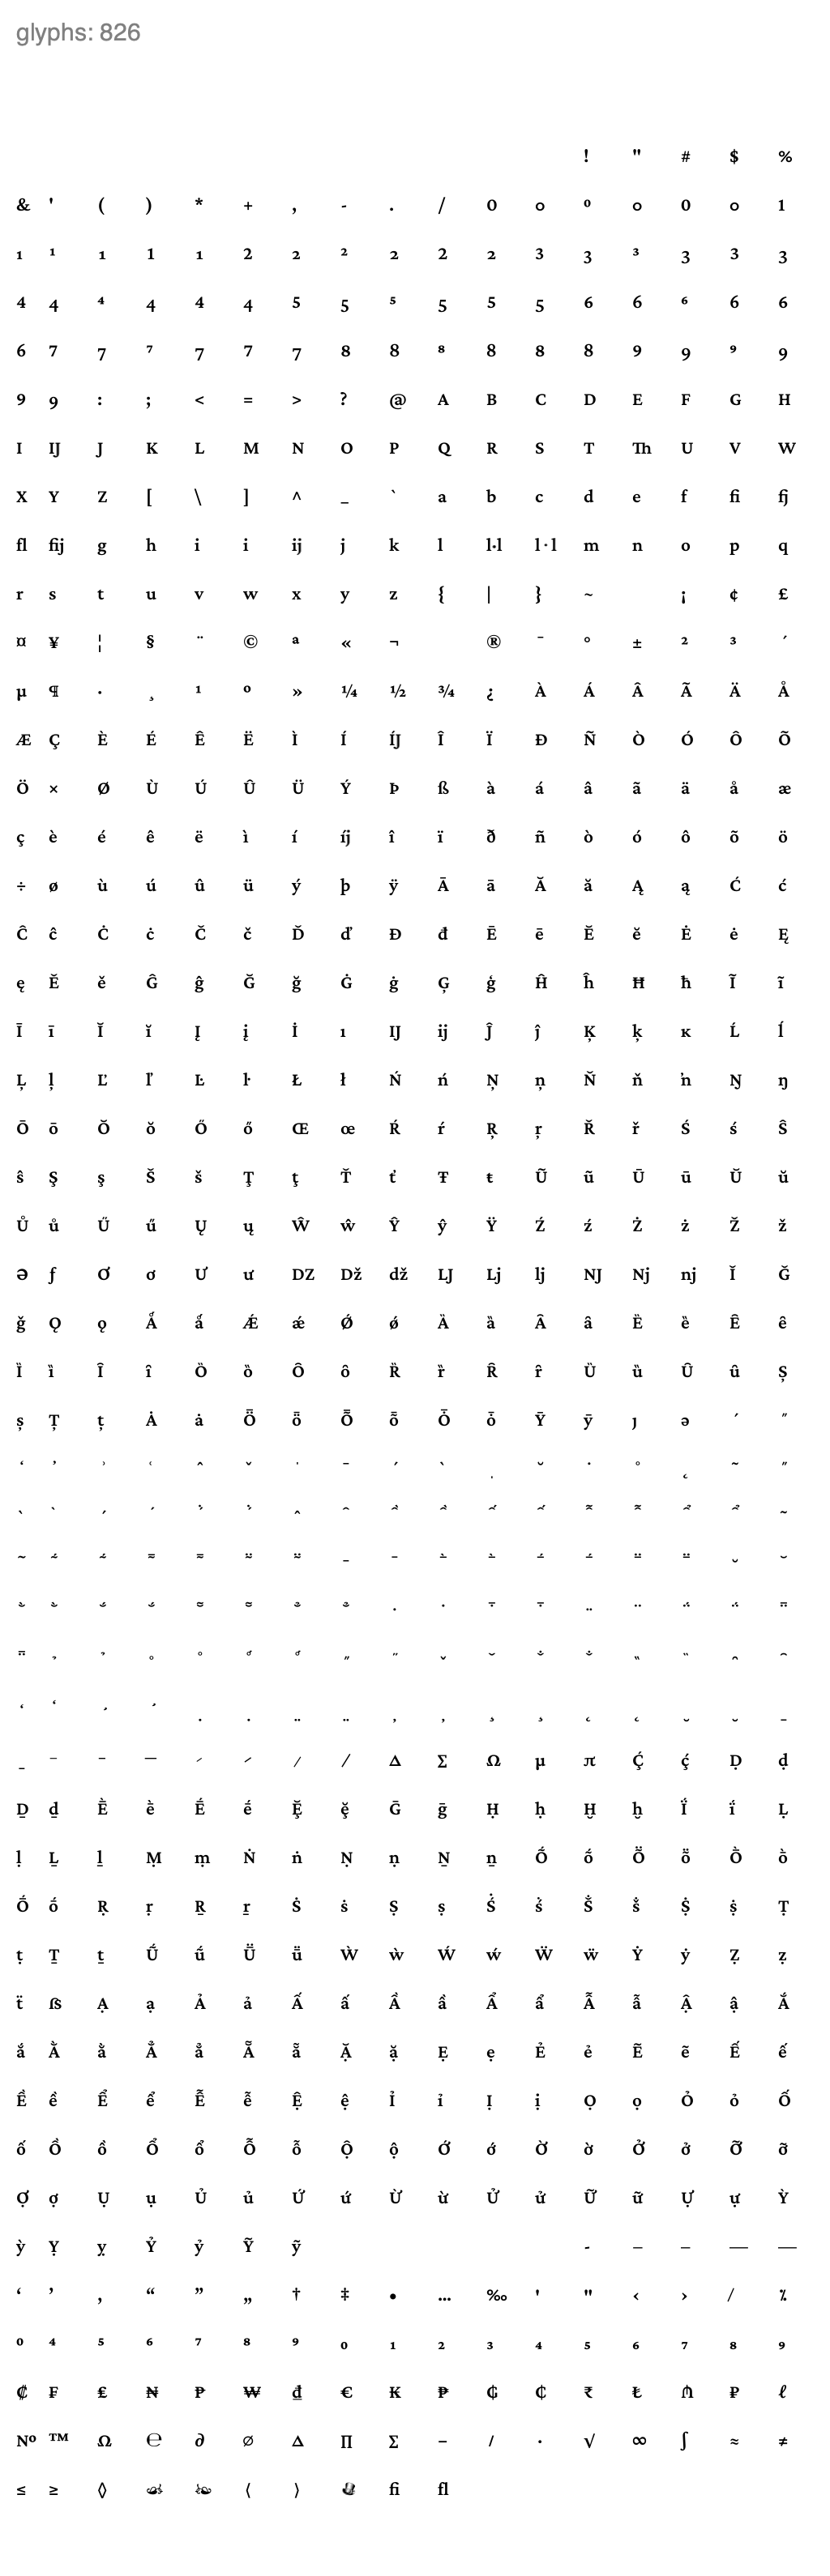 glyphs: 826
! " # $ %
& ' ( ) * + , - . / 0 0 ⁰ 0 0 0 1
1 ¹ 1 1 1 2 2 ² 2 2 2 3 3 ³ 3 3 3
4 4 ⁴ 4 4 4 5 5 ⁵ 5 5 5 6 6 ⁶ 6 6
6 7 7 ⁷ 7 7 7 8 8 ⁸ 8 8 8 9 9 ⁹ 9
9 9 : ; < = > ? @ A B C D E F G H
I IJ J K L M N O P Q R S T Th U V W
X Y Z [ \ ] ^ _ ` a b c d e f fi fj
fl fij g h i i ij j k l l·l l·l m n o p q
r s t u v w x y z { | } ~ ¡ ¢ £
¤ ¥ ¦ § ¨ © ª « ¬ ® ¯ ° ± ² ³ ´
µ ¶ · ¸ ¹ º » ¼ ½ ¾ ¿ À Á Â Ã Ä Å
Æ Ç È É Ê Ë Ì Í ÍJ Î Ï Ð Ñ Ò Ó Ô Õ
Ö × Ø Ù Ú Û Ü Ý Þ ß à á â ã ä å æ
ç è é ê ë ì í íj î ï ð ñ ò ó ô õ ö
÷ ø ù ú û ü ý þ ÿ Ā ā Ă ă Ą ą Ć ć
Ĉ ĉ Ċ ċ Č č Ď ď Đ đ Ē ē Ĕ ĕ Ė ė Ę
ę Ě ě Ĝ ĝ Ğ ğ Ġ ġ Ģ ģ Ĥ ĥ Ħ ħ Ĩ ĩ
Ī ī Ĭ ĭ Į į İ ı Ĳ ĳ Ĵ ĵ Ķ ķ ĸ Ĺ ĺ
Ļ ļ Ľ ľ Ŀ ŀ Ł ł Ń ń Ņ ņ Ň ň ŉ Ŋ ŋ
Ō ō Ŏ ŏ Ő ő Œ œ Ŕ ŕ Ŗ ŗ Ř ř Ś ś Ŝ
ŝ Ş ş Š š Ţ ţ Ť ť Ŧ ŧ Ũ ũ Ū ū Ŭ ŭ
Ů ů Ű ű Ų ų Ŵ ŵ Ŷ ŷ Ÿ Ź ź Ż ż Ž ž
Ə ƒ Ơ ơ Ư ư DZ Dž dž LJ Lj lj NJ Nj nj Ǐ Ǧ
ǧ Ǫ ǫ Ǻ ǻ Ǽ ǽ Ǿ ǿ Ȁ ȁ Ȃ ȃ Ȅ ȅ Ȇ ȇ
Ȉ ȉ Ȋ ȋ Ȍ ȍ Ȏ ȏ Ȑ ȑ Ȓ ȓ Ȕ ȕ Ȗ ȗ Ș
ș Ț ț Ȧ ȧ Ȫ ȫ Ȭ ȭ Ȱ ȱ Ȳ ȳ ȷ ə ʹ ʺ
Δ Σ Ω μ π Ḉ ḉ Ḍ ḍ
Ḏ ḏ Ḕ ḕ Ḗ ḗ Ḝ ḝ Ḡ ḡ Ḥ ḥ Ḫ ḫ Ḯ ḯ Ḷ
ḷ Ḻ ḻ Ṃ ṃ Ṅ ṅ Ṇ ṇ Ṉ ṉ Ṍ ṍ Ṏ ṏ Ṑ ṑ
Ṓ ṓ Ṛ ṛ Ṟ ṟ Ṡ ṡ Ṣ ṣ Ṥ ṥ Ṧ ṧ Ṩ ṩ Ṭ
ṭ Ṯ ṯ Ṹ ṹ Ṻ ṻ Ẁ ẁ Ẃ ẃ Ẅ ẅ Ẏ ẏ Ẓ ẓ
ẗ ẞ Ạ ạ Ả ả Ấ ấ Ầ ầ Ẩ ẩ Ẫ ẫ Ậ ậ Ắ
ắ Ằ ằ Ẳ ẳ Ẵ ẵ Ặ ặ Ẹ ẹ Ẻ ẻ Ẽ ẽ Ế ế
Ề ề Ể ể Ễ ễ Ệ ệ Ỉ ỉ Ị ị Ọ ọ Ỏ ỏ Ố
ố Ồ ồ Ổ ổ Ỗ ỗ Ộ ộ Ớ ớ Ờ ờ Ở ở Ỡ ỡ
Ợ ợ Ụ ụ Ủ ủ Ứ ứ Ừ ừ Ử ử Ữ ữ Ự ự Ỳ
ỳ Ỵ ỵ Ỷ ỷ Ỹ ỹ ‐ ‒ – — ―
‘ ’ ‚ “ ” „ † ‡ • … ‰ ′ ″ ‹ › ⁄ ⁒
⁰ ⁴ ⁵ ⁶ ⁷ ⁸ ⁹ ₀ ₁ ₂ ₃ ₄ ₅ ₆ ₇ ₈ ₉
₡ ₣ ₤ ₦ ₱ ₩ ₫ € ₭ ₱ ₲ ₵ ₹ ₺ ₼ ₽ ℓ
№ ™ Ω ℮ ∂ ∅ ∆ ∏ ∑ − ∕ ∙ √ ∞ ∫ ≈ ≠
≤ ≥ ◊ ☙ ❧ ⟨ ⟩ fi fl